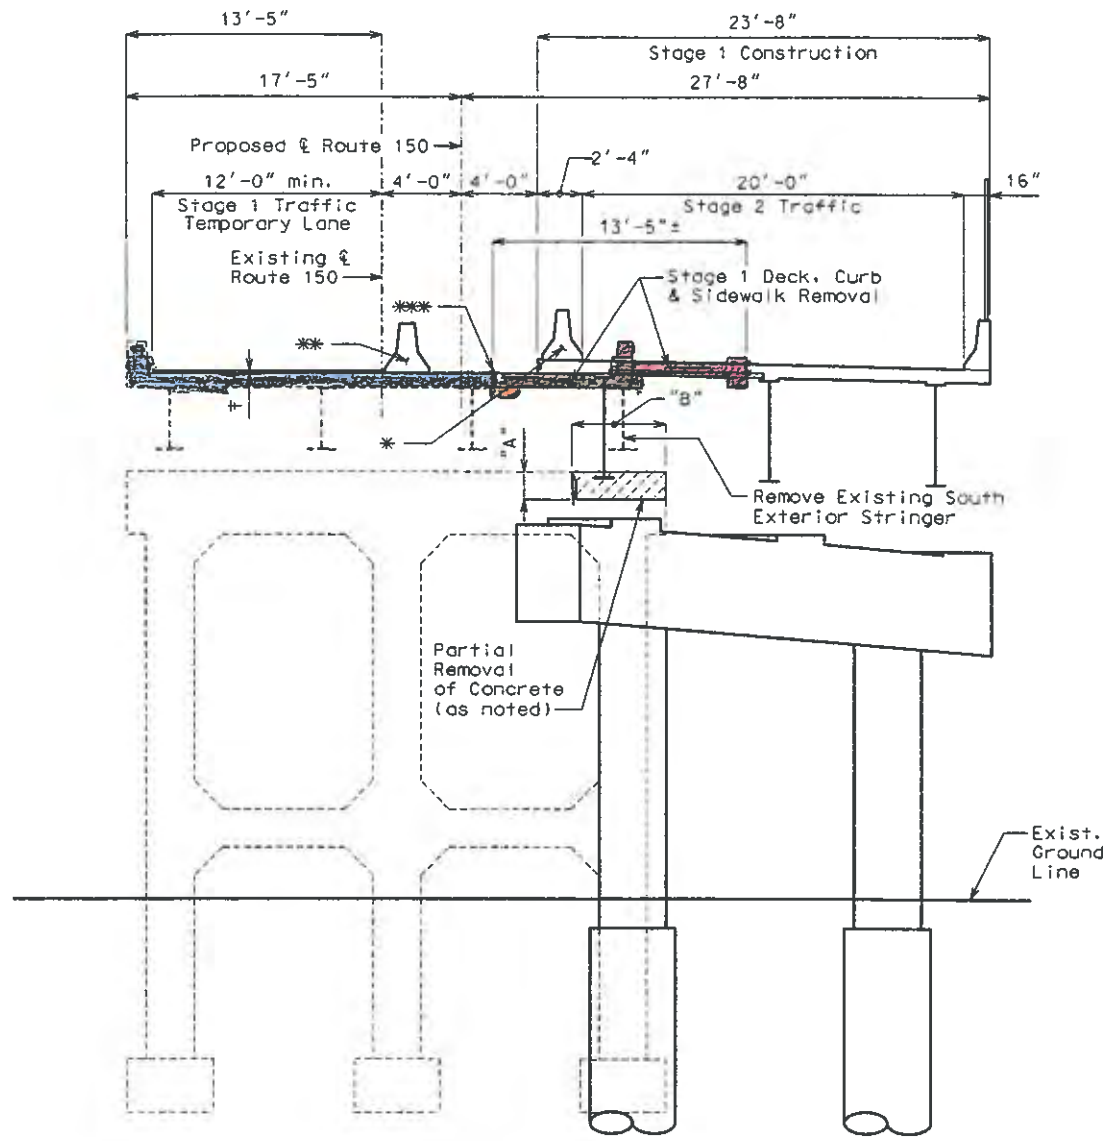 13'-5"
23'-8"
Stage 1 Construction
17'-5"
27'-8"
Proposed ℄ Route 150
2'-4"
12'-0" min.
4'-0"
4'-0"
20'-0"
16"
Stage 1 Traffic
Temporary Lane
Stage 2 Traffic
13'-5"±
Existing ℄
Route 150
Stage 1 Deck, Curb
& Sidewalk Removal
***
**
*
"B"
"A"
Remove Existing South
Exterior Stringer
Partial
Removal
of Concrete
(as noted)
Exist.
Ground
Line